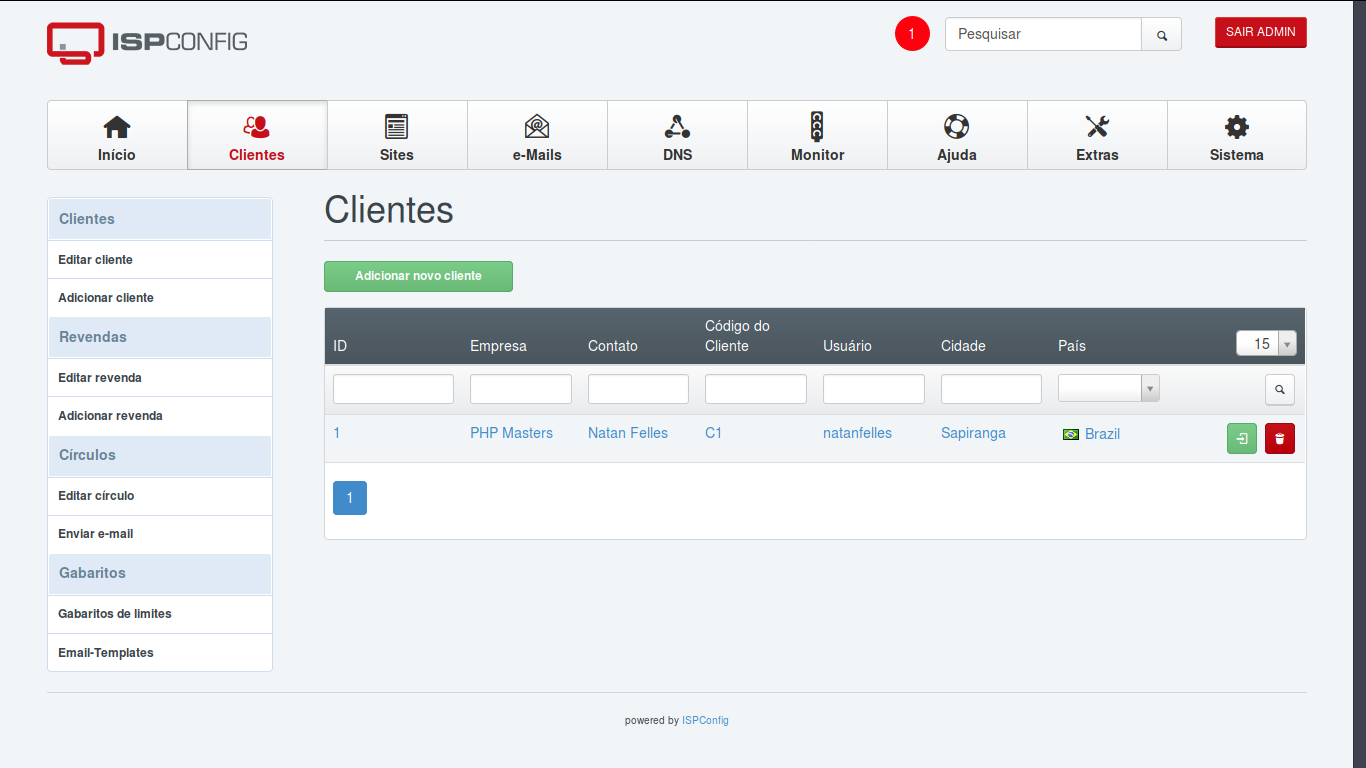 ISPCONFIG
1
Pesquisar
SAIR ADMIN
Início
Clientes
Sites
e-Mails
DNS
Monitor
Ajuda
Extras
Sistema
Clientes
Editar cliente
Adicionar cliente
Revendas
Editar revenda
Adicionar revenda
Círculos
Editar círculo
Enviar e-mail
Gabaritos
Gabaritos de limites
Email-Templates
Clientes
Adicionar novo cliente
ID
Empresa
Contato
Código do
Cliente
Usuário
Cidade
País
15
1
PHP Masters
Natan Felles
C1
natanfelles
Sapiranga
Brazil
1
powered by ISPConfig